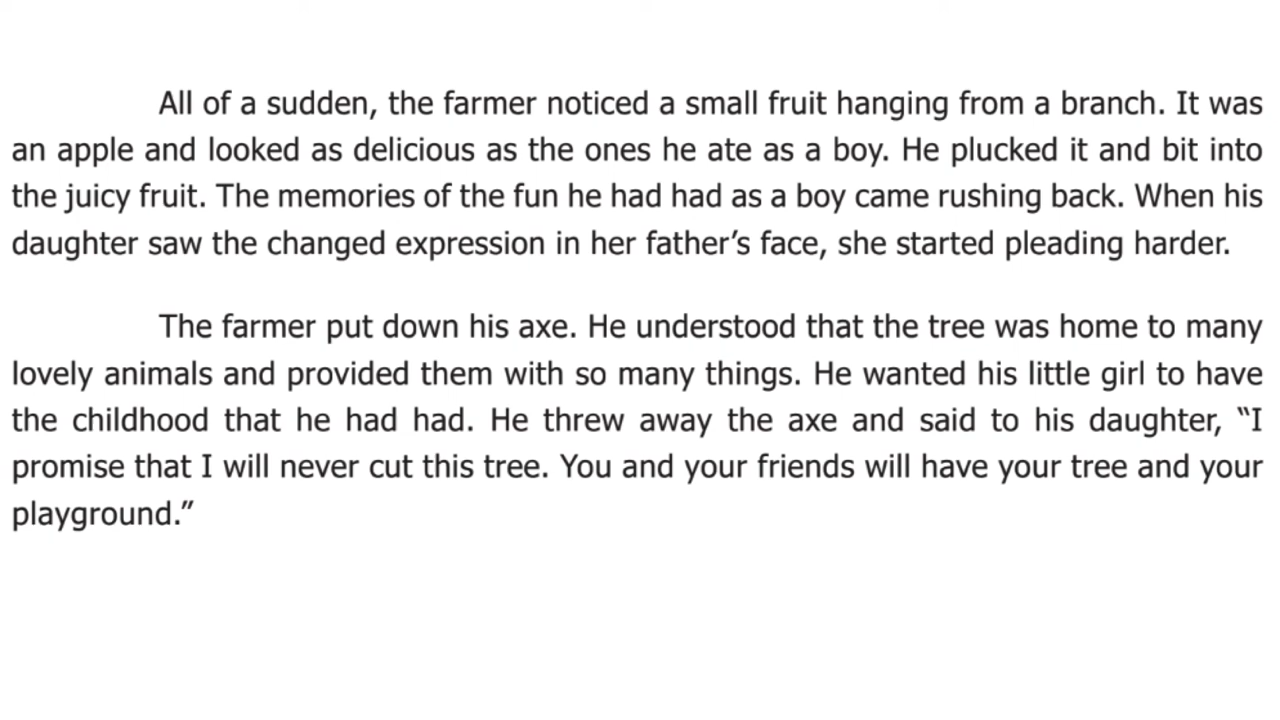 All of a sudden, the farmer noticed a small fruit hanging from a branch. It was
an apple and looked as delicious as the ones he ate as a boy. He plucked it and bit into
the juicy fruit. The memories of the fun he had had as a boy came rushing back. When his
daughter saw the changed expression in her father’s face, she started pleading harder.
The farmer put down his axe. He understood that the tree was home to many
lovely animals and provided them with so many things. He wanted his little girl to have
the childhood that he had had. He threw away the axe and said to his daughter, “I
promise that I will never cut this tree. You and your friends will have your tree and your
playground.”